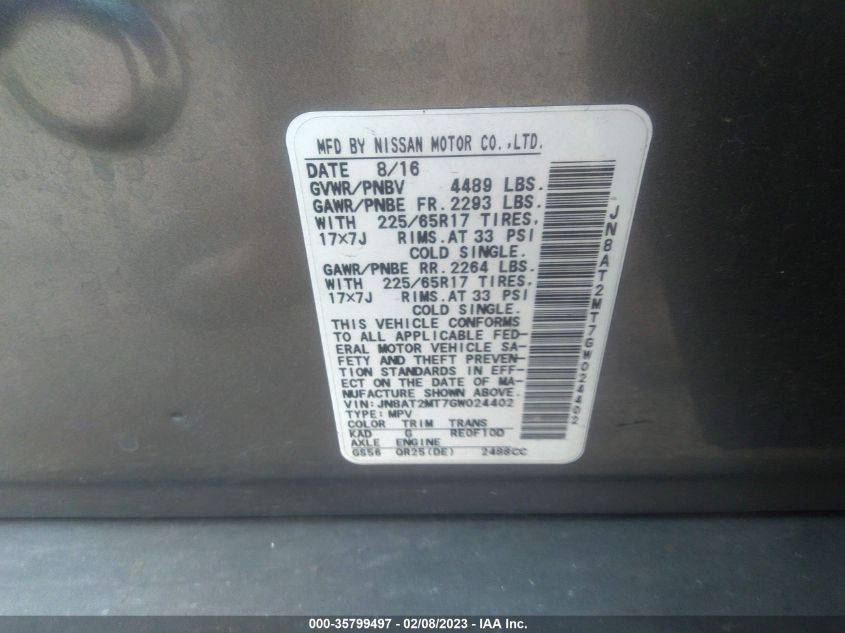 MFD BY NISSAN MOTOR CO.,LTD.
DATE 8/16
GVWR/PNBV 4489 LBS.
GAWR/PNBE FR. 2293 LBS.
WITH 225/65R17 TIRES,
17×7J RIMS.AT 33 PSI
COLD SINGLE.
GAWR/PNBE RR. 2264 LBS.
WITH 225/65R17 TIRES,
17×7J RIMS.AT 33 PSI
COLD SINGLE.
THIS VEHICLE CONFORMS
TO ALL APPLICABLE FED-
ERAL MOTOR VEHICLE SA-
FETY AND THEFT PREVEN-
TION STANDARDS IN EFF-
ECT ON THE DATE OF MA-
NUFACTURE SHOWN ABOVE.
VIN:JN8AT2MT7GW024402
TYPE:MPV
COLOR TRIM TRANS
KAD G RE0F10D
AXLE ENGINE
GS56 QR25(DE) 2488CC
JN8AT2MT7GW024402
000-35799497 - 02/08/2023 - IAA Inc.